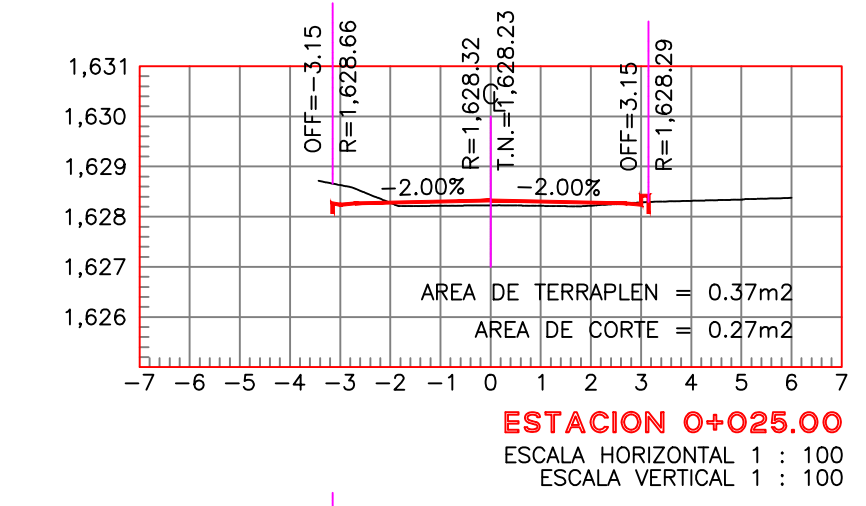 OFF=-3.15
R=1,628.66
R=1,628.32
T.N.=1,628.23
OFF=3.15
R=1,628.29
1,631
1,630
1,629
1,628
1,627
1,626
-2.00%
-2.00%
AREA DE TERRAPLEN = 0.37m2
AREA DE CORTE = 0.27m2
-7 -6 -5 -4 -3 -2 -1 0 1 2 3 4 5 6 7
ESTACION 0+025.00
ESCALA HORIZONTAL 1 : 100
ESCALA VERTICAL 1 : 100